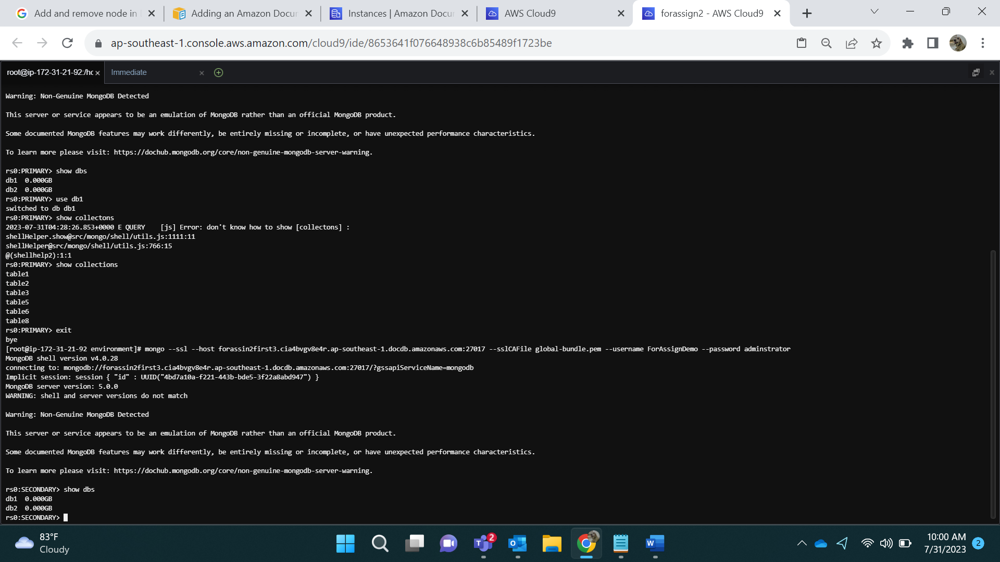 Add and remove node in
Adding an Amazon Docu
Instances | Amazon Docu
AWS Cloud9
forassign2 - AWS Cloud9
ap-southeast-1.console.aws.amazon.com/cloud9/ide/8653641f076648938c6b85489f1723be
root@ip-172-31-21-92:/hc
Immediate
Warning: Non-Genuine MongoDB Detected
This server or service appears to be an emulation of MongoDB rather than an official MongoDB product.
Some documented MongoDB features may work differently, be entirely missing or incomplete, or have unexpected performance characteristics.
To learn more please visit: https://dochub.mongodb.org/core/non-genuine-mongodb-server-warning.
rs0:PRIMARY> show dbs
db1  0.000GB
db2  0.000GB
rs0:PRIMARY> use db1
switched to db db1
rs0:PRIMARY> show collectons
2023-07-31T04:28:26.853+0000 E QUERY    [js] Error: don't know how to show [collectons] :
shellHelper.show@src/mongo/shell/utils.js:1111:11
shellHelper@src/mongo/shell/utils.js:766:15
@(shellhelp2):1:1
rs0:PRIMARY> show collections
table1
table2
table3
table5
table6
table8
rs0:PRIMARY> exit
bye
[root@ip-172-31-21-92 environment]# mongo --ssl --host forassin2first3.cia4bvgv8e4r.ap-southeast-1.docdb.amazonaws.com:27017 --sslCAFile global-bundle.pem --username ForAssignDemo --password adminstrator
MongoDB shell version v4.0.28
connecting to: mongodb://forassin2first3.cia4bvgv8e4r.ap-southeast-1.docdb.amazonaws.com:27017/?gssapiServiceName=mongodb
Implicit session: session { "id" : UUID("4bd7a10a-f221-443b-bde5-3f22a8abd947") }
MongoDB server version: 5.0.0
WARNING: shell and server versions do not match
Warning: Non-Genuine MongoDB Detected
This server or service appears to be an emulation of MongoDB rather than an official MongoDB product.
Some documented MongoDB features may work differently, be entirely missing or incomplete, or have unexpected performance characteristics.
To learn more please visit: https://dochub.mongodb.org/core/non-genuine-mongodb-server-warning.
rs0:SECONDARY> show dbs
db1  0.000GB
db2  0.000GB
rs0:SECONDARY>
83°F
Cloudy
2
10:00 AM
7/31/2023
2